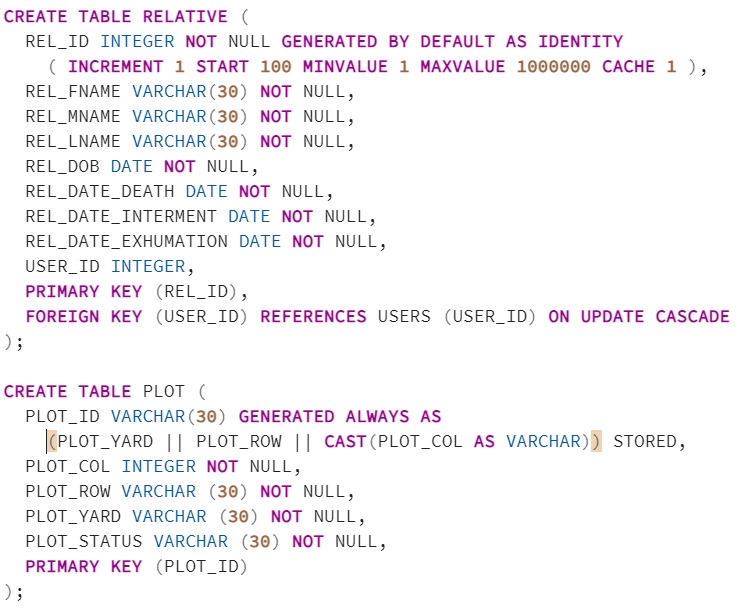 CREATE TABLE RELATIVE (
  REL_ID INTEGER NOT NULL GENERATED BY DEFAULT AS IDENTITY
    ( INCREMENT 1 START 100 MINVALUE 1 MAXVALUE 1000000 CACHE 1 ),
  REL_FNAME VARCHAR(30) NOT NULL,
  REL_MNAME VARCHAR(30) NOT NULL,
  REL_LNAME VARCHAR(30) NOT NULL,
  REL_DOB DATE NOT NULL,
  REL_DATE_DEATH DATE NOT NULL,
  REL_DATE_INTERMENT DATE NOT NULL,
  REL_DATE_EXHUMATION DATE NOT NULL,
  USER_ID INTEGER,
  PRIMARY KEY (REL_ID),
  FOREIGN KEY (USER_ID) REFERENCES USERS (USER_ID) ON UPDATE CASCADE
);

CREATE TABLE PLOT (
  PLOT_ID VARCHAR(30) GENERATED ALWAYS AS
    (PLOT_YARD || PLOT_ROW || CAST(PLOT_COL AS VARCHAR)) STORED,
  PLOT_COL INTEGER NOT NULL,
  PLOT_ROW VARCHAR (30) NOT NULL,
  PLOT_YARD VARCHAR (30) NOT NULL,
  PLOT_STATUS VARCHAR (30) NOT NULL,
  PRIMARY KEY (PLOT_ID)
);